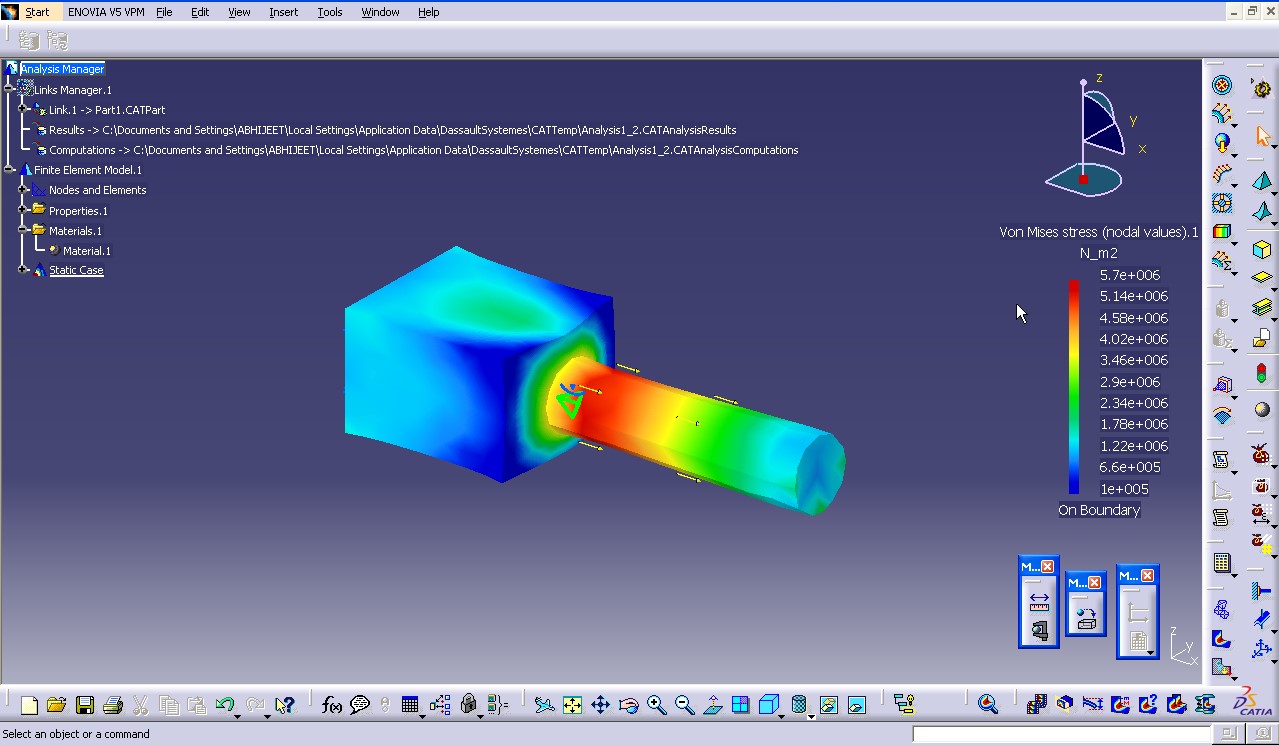 Start ENOVIA V5 VPM File Edit View Insert Tools Window Help
Analysis Manager
Links Manager.1
Link.1 -> Part1.CATPart
Results -> C:\Documents and Settings\ABHIJEET\Local Settings\Application Data\DassaultSystemes\CATTemp\Analysis1_2.CATAnalysisResults
Computations -> C:\Documents and Settings\ABHIJEET\Local Settings\Application Data\DassaultSystemes\CATTemp\Analysis1_2.CATAnalysisComputations
Finite Element Model.1
Nodes and Elements
Properties.1
Materials.1
Material.1
Static Case
z
y
x
Von Mises stress (nodal values).1
N_m2
5.7e+006
5.14e+006
4.58e+006
4.02e+006
3.46e+006
2.9e+006
2.34e+006
1.78e+006
1.22e+006
6.6e+005
1e+005
On Boundary
M... M... M...
z
y
x
f(x)
CATIA
Select an object or a command